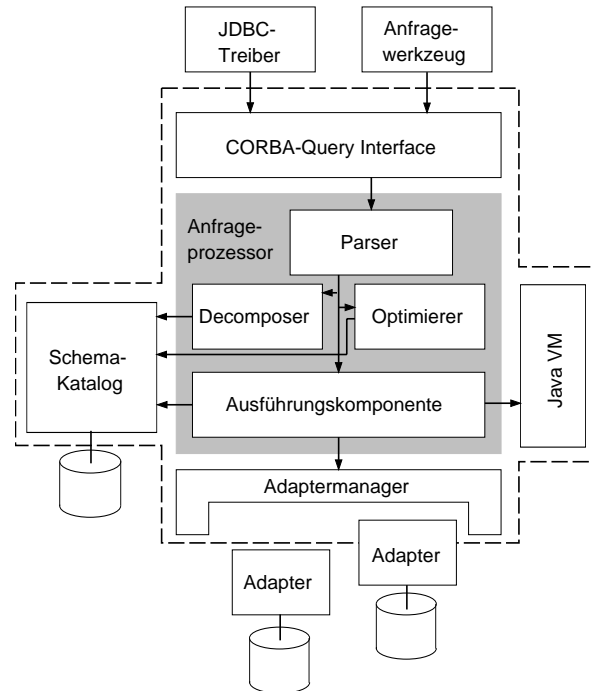 JDBC-
Treiber
Anfrage-
werkzeug
CORBA-Query Interface
Anfrage-
prozessor
Parser
Decomposer
Optimierer
Schema-
Katalog
Java VM
Ausführungskomponente
Adaptermanager
Adapter
Adapter